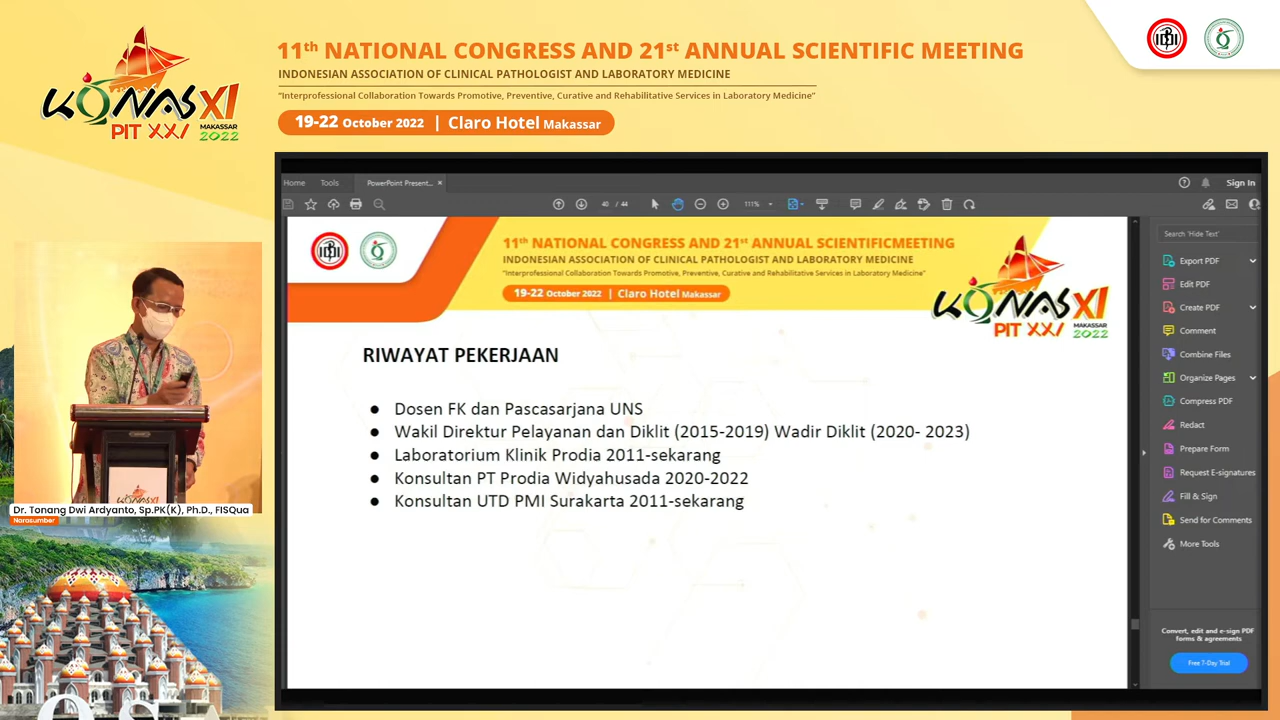 11th NATIONAL CONGRESS AND 21st ANNUAL SCIENTIFIC MEETING
INDONESIAN ASSOCIATION OF CLINICAL PATHOLOGIST AND LABORATORY MEDICINE
"Interprofessional Collaboration Towards Promotive, Preventive, Curative and Rehabilitative Services in Laboratory Medicine"
19-22 October 2022 | Claro Hotel Makassar
KONAS XI
PIT XXI MAKASSAR 2022
Home Tools PowerPoint Present... × Sign In
40 / 44 111%
11th NATIONAL CONGRESS AND 21st ANNUAL SCIENTIFICMEETING
INDONESIAN ASSOCIATION OF CLINICAL PATHOLOGIST AND LABORATORY MEDICINE
"Interprofessional Collaboration Towards Promotive, Preventive, Curative and Rehabilitative Services in Laboratory Medicine"
19-22 October 2022 | Claro Hotel Makassar
KONAS XI
PIT XXI MAKASSAR 2022
RIWAYAT PEKERJAAN
● Dosen FK dan Pascasarjana UNS
● Wakil Direktur Pelayanan dan Diklit (2015-2019) Wadir Diklit (2020- 2023)
● Laboratorium Klinik Prodia 2011-sekarang
● Konsultan PT Prodia Widyahusada 2020-2022
● Konsultan UTD PMI Surakarta 2011-sekarang
Search 'Hide Text'
Export PDF
Edit PDF
Create PDF
Comment
Combine Files
Organize Pages
Compress PDF
Redact
Prepare Form
Request E-signatures
Fill & Sign
Send for Comments
More Tools
Convert, edit and e-sign PDF
forms & agreements
Free 7-Day Trial
Dr. Tonang Dwi Ardyanto, Sp.PK(K), Ph.D., FISQua
Narasumber